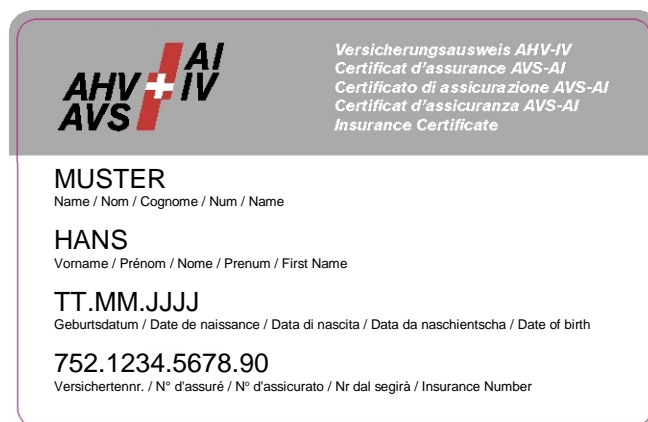 AHV AI
AVS IV
Versicherungsausweis AHV-IV
Certificat d'assurance AVS-AI
Certificato di assicurazione AVS-AI
Certificat d'assicuranza AVS-AI
Insurance Certificate
MUSTER
Name / Nom / Cognome / Num / Name
HANS
Vorname / Prénom / Nome / Prenum / First Name
TT.MM.JJJJ
Geburtsdatum / Date de naissance / Data di nascita / Data da naschientscha / Date of birth
752.1234.5678.90
Versichertennr. / N° d'assuré / Nº d'assicurato / Nr dal segirà / Insurance Number